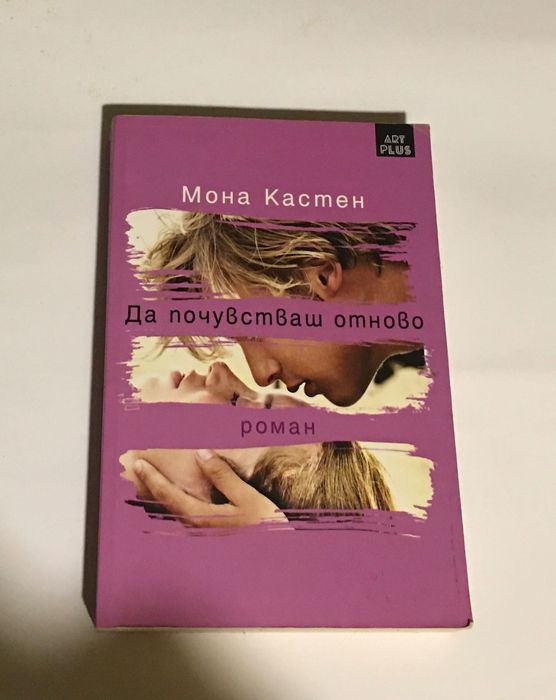 ART
PLUS
Мона Кастен
Да почувстваш отново
роман